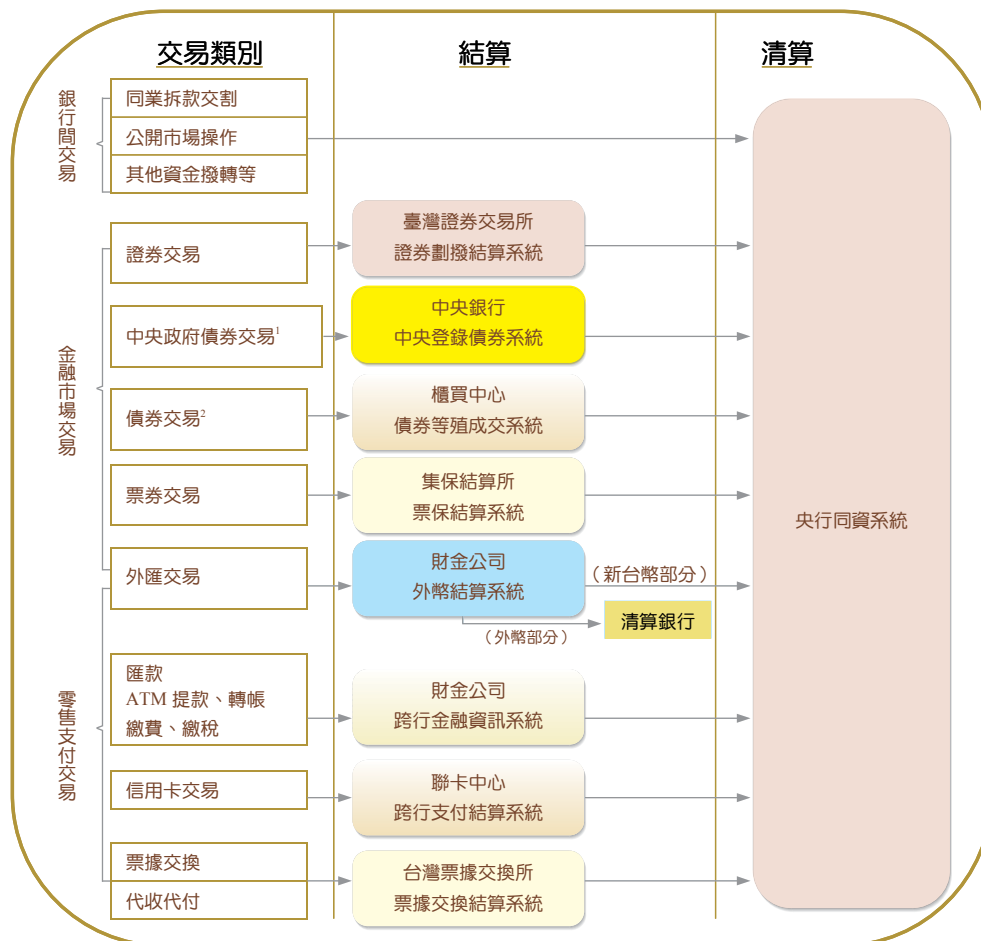 交易類別
結算
清算
銀行間交易
同業拆款交割
公開市場操作
其他資金撥轉等
金融市場交易
證券交易
臺灣證券交易所
證券劃撥結算系統
中央政府債券交易1
中央銀行
中央登錄債券系統
債券交易2
櫃買中心
債券等殖成交系統
票券交易
集保結算所
票保結算系統
外匯交易
財金公司
外幣結算系統
（新台幣部分）
（外幣部分）
清算銀行
央行同資系統
零售支付交易
匯款
ATM 提款、轉帳
繳費、繳稅
財金公司
跨行金融資訊系統
信用卡交易
聯卡中心
跨行支付結算系統
票據交換
代收代付
台灣票據交換所
票據交換結算系統